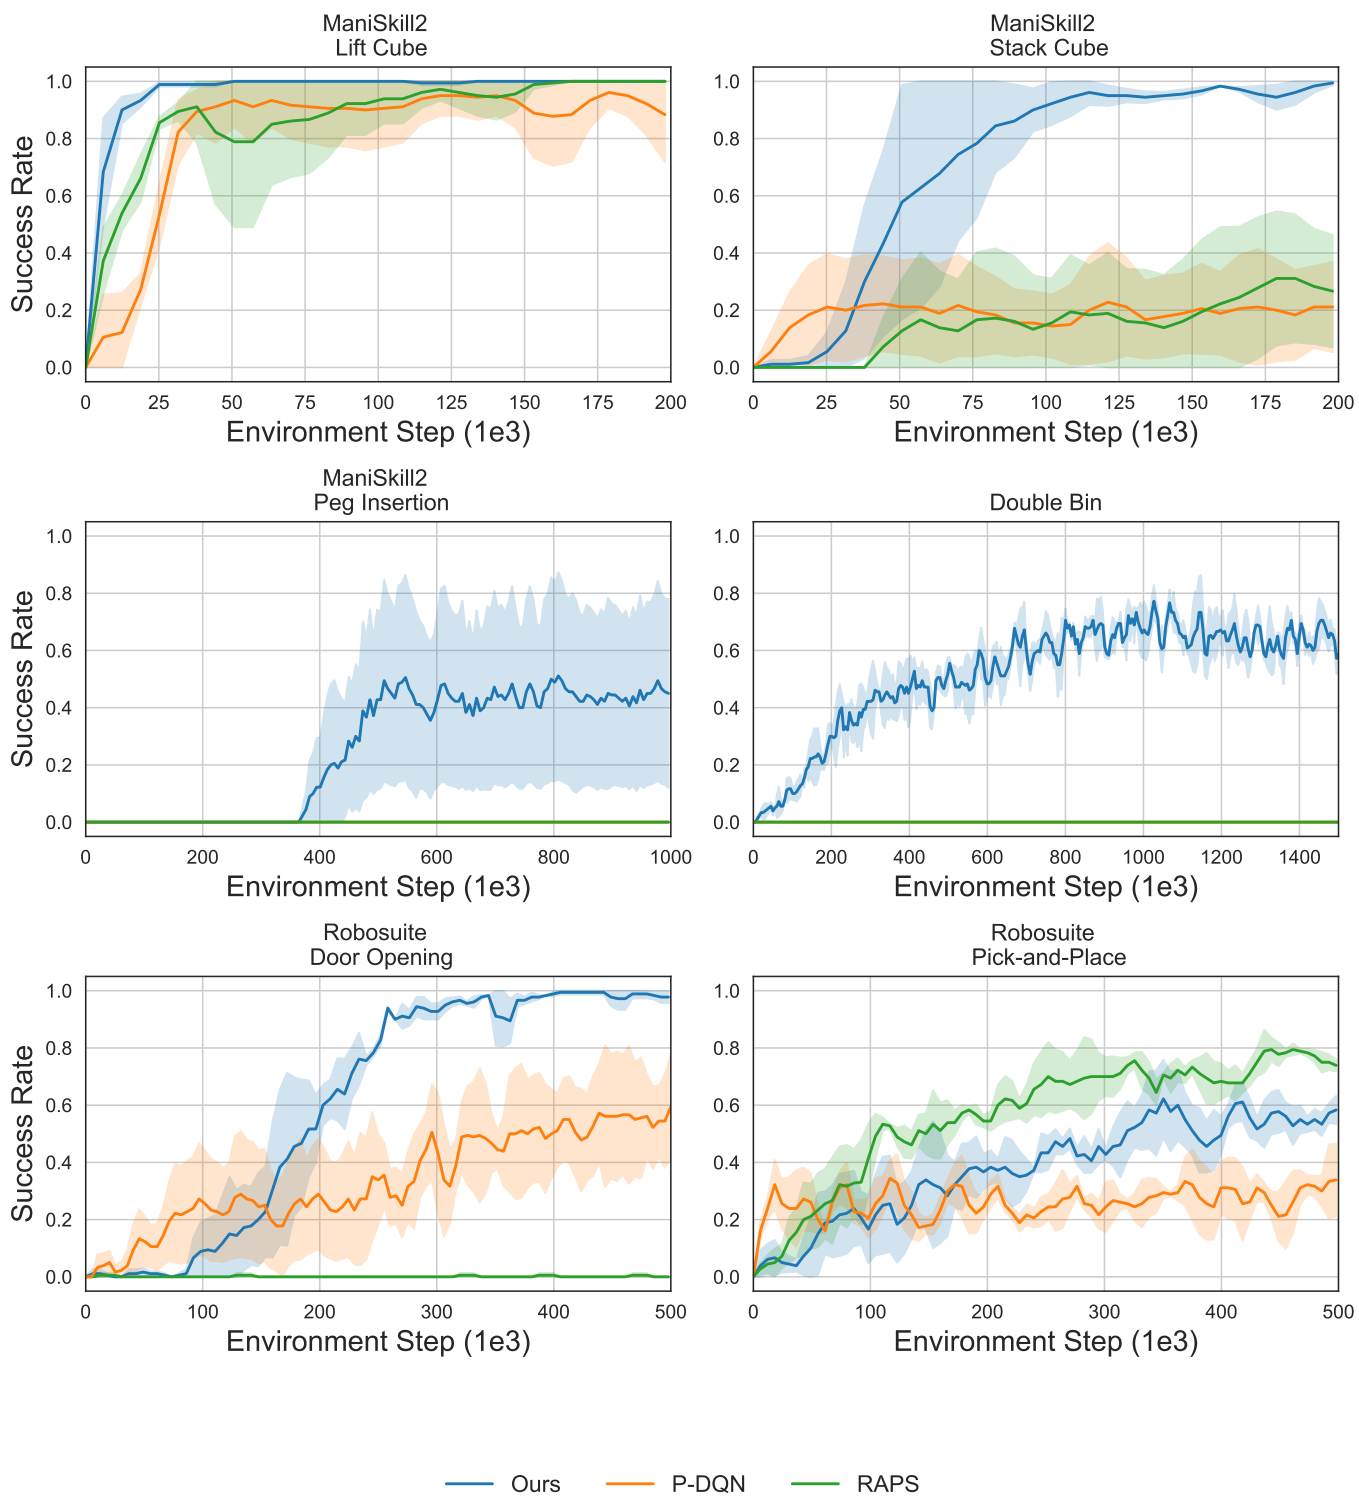 ManiSkill2
Lift Cube
ManiSkill2
Stack Cube
Success Rate
1.0
0.8
0.6
0.4
0.2
0.0
0 25 50 75 100 125 150 175 200
Environment Step (1e3)
1.0
0.8
0.6
0.4
0.2
0.0
0 25 50 75 100 125 150 175 200
Environment Step (1e3)
ManiSkill2
Peg Insertion
Double Bin
Success Rate
1.0
0.8
0.6
0.4
0.2
0.0
0 200 400 600 800 1000
Environment Step (1e3)
1.0
0.8
0.6
0.4
0.2
0.0
0 200 400 600 800 1000 1200 1400
Environment Step (1e3)
Robosuite
Door Opening
Robosuite
Pick-and-Place
Success Rate
1.0
0.8
0.6
0.4
0.2
0.0
0 100 200 300 400 500
Environment Step (1e3)
1.0
0.8
0.6
0.4
0.2
0.0
0 100 200 300 400 500
Environment Step (1e3)
Ours P-DQN RAPS